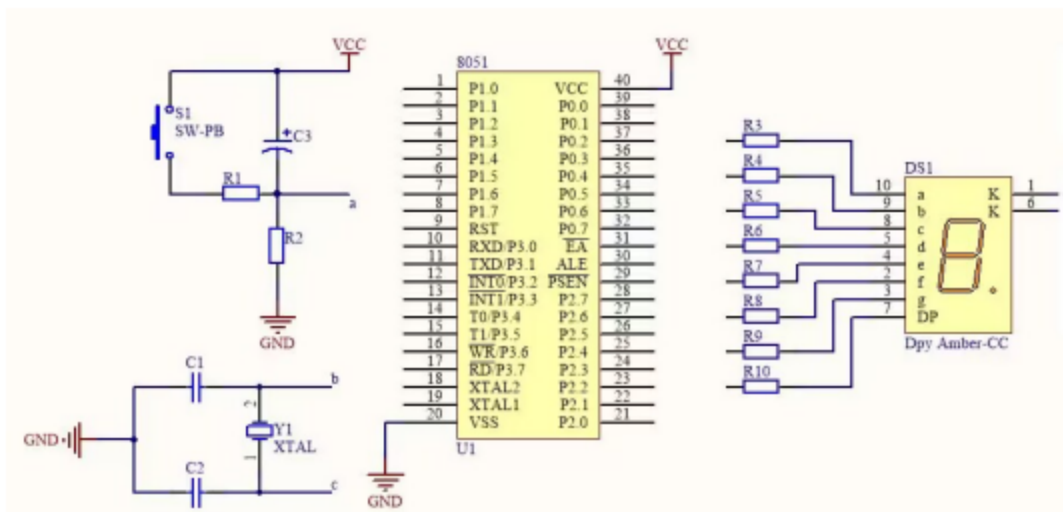 VCC
S1
SW-PB
C3
R1
a
R2
GND
C1
b
2
Y1
XTAL
1
GND
C2
c
8051
VCC
1 P1.0 VCC 40
2 P1.1 P0.0 39
3 P1.2 P0.1 38
4 P1.3 P0.2 37
5 P1.4 P0.3 36
6 P1.5 P0.4 35
7 P1.6 P0.5 34
8 P1.7 P0.6 33
9 RST P0.7 32
10 RXD/P3.0 EA 31
11 TXD/P3.1 ALE 30
12 INT0/P3.2 PSEN 29
13 INT1/P3.3 P2.7 28
14 T0/P3.4 P2.6 27
15 T1/P3.5 P2.5 26
16 WR/P3.6 P2.4 25
17 RD/P3.7 P2.3 24
18 XTAL2 P2.2 23
19 XTAL1 P2.1 22
20 VSS P2.0 21
U1
GND
R3
R4
R5
R6
R7
R8
R9
R10
DS1
10 a K 1
9 b K 6
8 c
5 d
4 e
2 f
3 g
7 DP
Dpy Amber-CC